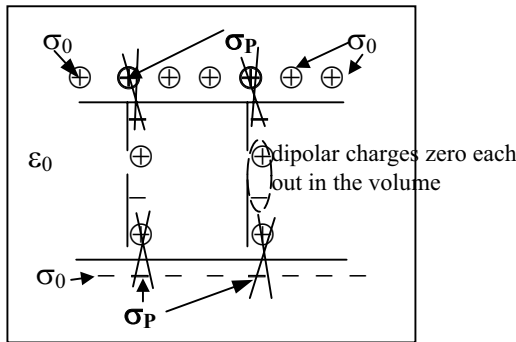 σ₀ σP σ₀
ε₀ dipolar charges zero each
out in the volume
σ₀
σP